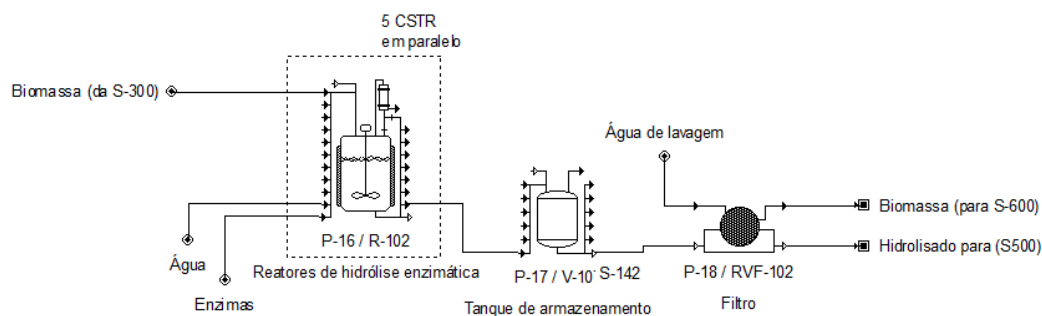 5 CSTR
em paralelo
Biomassa (da S-300)
Água de lavagem
Biomassa (para S-600)
P-16 / R-102
Hidrolisado para (S500)
Água
Reatores de hidrólise enzimática
P-17 / V-10
S-142
P-18 / RVF-102
Enzimas
Tanque de armazenamento
Filtro